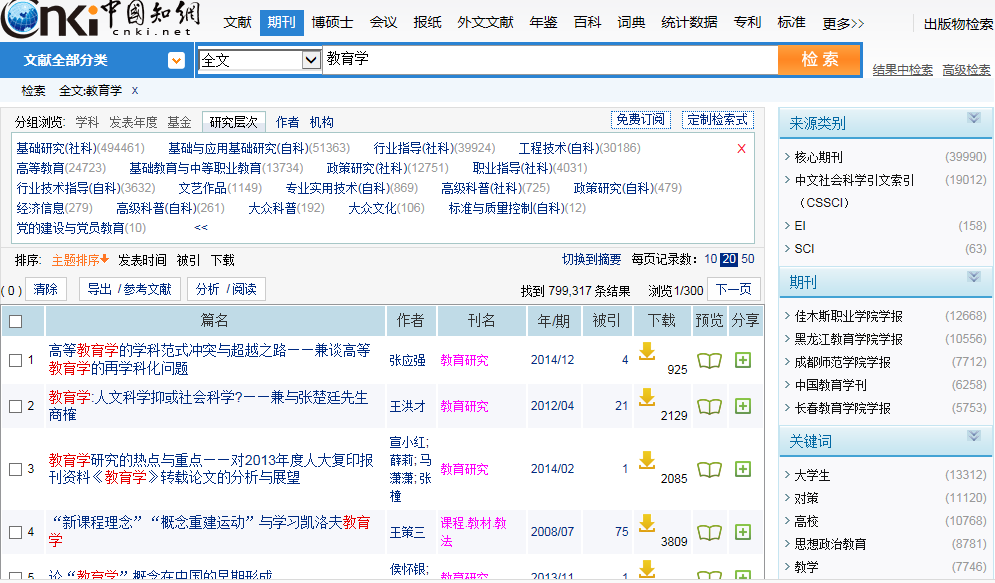 cnki 中国知网
cnki.net
文献 期刊 博硕士 会议 报纸 外文文献 年鉴 百科 词典 统计数据 专利 标准 更多>> 出版物检索
文献全部分类 全文 教育学 检 索 结果中检索 高级检索
检索 全文:教育学 x
分组浏览: 学科 发表年度 基金 研究层次 作者 机构 免费订阅 定制检索式
基础研究(社科)(494461) 基础与应用基础研究(自科)(51363) 行业指导(社科)(39924) 工程技术(自科)(30186) X
高等教育(24723) 基础教育与中等职业教育(13734) 政策研究(社科)(12751) 职业指导(社科)(4031)
行业技术指导(自科)(3632) 文艺作品(1149) 专业实用技术(自科)(869) 高级科普(社科)(725) 政策研究(自科)(479)
经济信息(279) 高级科普(自科)(261) 大众科普(192) 大众文化(106) 标准与质量控制(自科)(12)
党的建设与党员教育(10) <<
排序: 主题排序 发表时间 被引 下载 切换到摘要 每页记录数: 10 20 50
(0) 清除 导出 /参考文献 分析 /阅读 找到 799,317 条结果 浏览1/300 下一页
篇名 作者 刊名 年/期 被引 下载 预览 分享
1 高等教育学的学科范式冲突与超越之路——兼谈高等
教育学的再学科化问题 张应强 教育研究 2014/12 4 925
2 教育学:人文科学抑或社会科学?——兼与张楚廷先生
商榷 王洪才 教育研究 2012/04 21 2129
3 教育学研究的热点与重点——对2013年度人大复印报
刊资料《教育学》转载论文的分析与展望 宣小红;
薛莉;马
潇潇;张
檀 教育研究 2014/02 1 2085
4 “新课程理念”“概念重建运动”与学习凯洛夫教育
学 王策三 课程.教材.教
法 2008/07 75 3809
5 论“教育学”概念在中国的早期形成 侯怀银; 教育研究 2013/11 1
来源类别
核心期刊 (39990)
中文社会科学引文索引 (19012)
(CSSCI)
EI (158)
SCI (63)
期刊
佳木斯职业学院学报 (12668)
黑龙江教育学院学报 (10556)
成都师范学院学报 (7712)
中国教育学刊 (6258)
长春教育学院学报 (5753)
关键词
大学生 (13312)
对策 (11120)
高校 (10768)
思想政治教育 (8781)
教学 (7746)